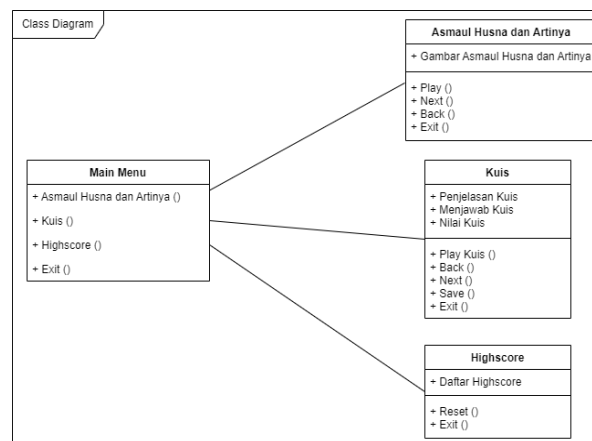 Class Diagram
Asmaul Husna dan Artinya
+ Gambar Asmaul Husna dan Artinya
+ Play ()
+ Next ()
+ Back ()
+ Exit ()
Main Menu
+ Asmaul Husna dan Artinya ()
+ Kuis ()
+ Highscore ()
+ Exit ()
Kuis
+ Penjelasan Kuis
+ Menjawab Kuis
+ Nilai Kuis
+ Play Kuis ()
+ Back ()
+ Next ()
+ Save ()
+ Exit ()
Highscore
+ Daftar Highscore
+ Reset ()
+ Exit ()